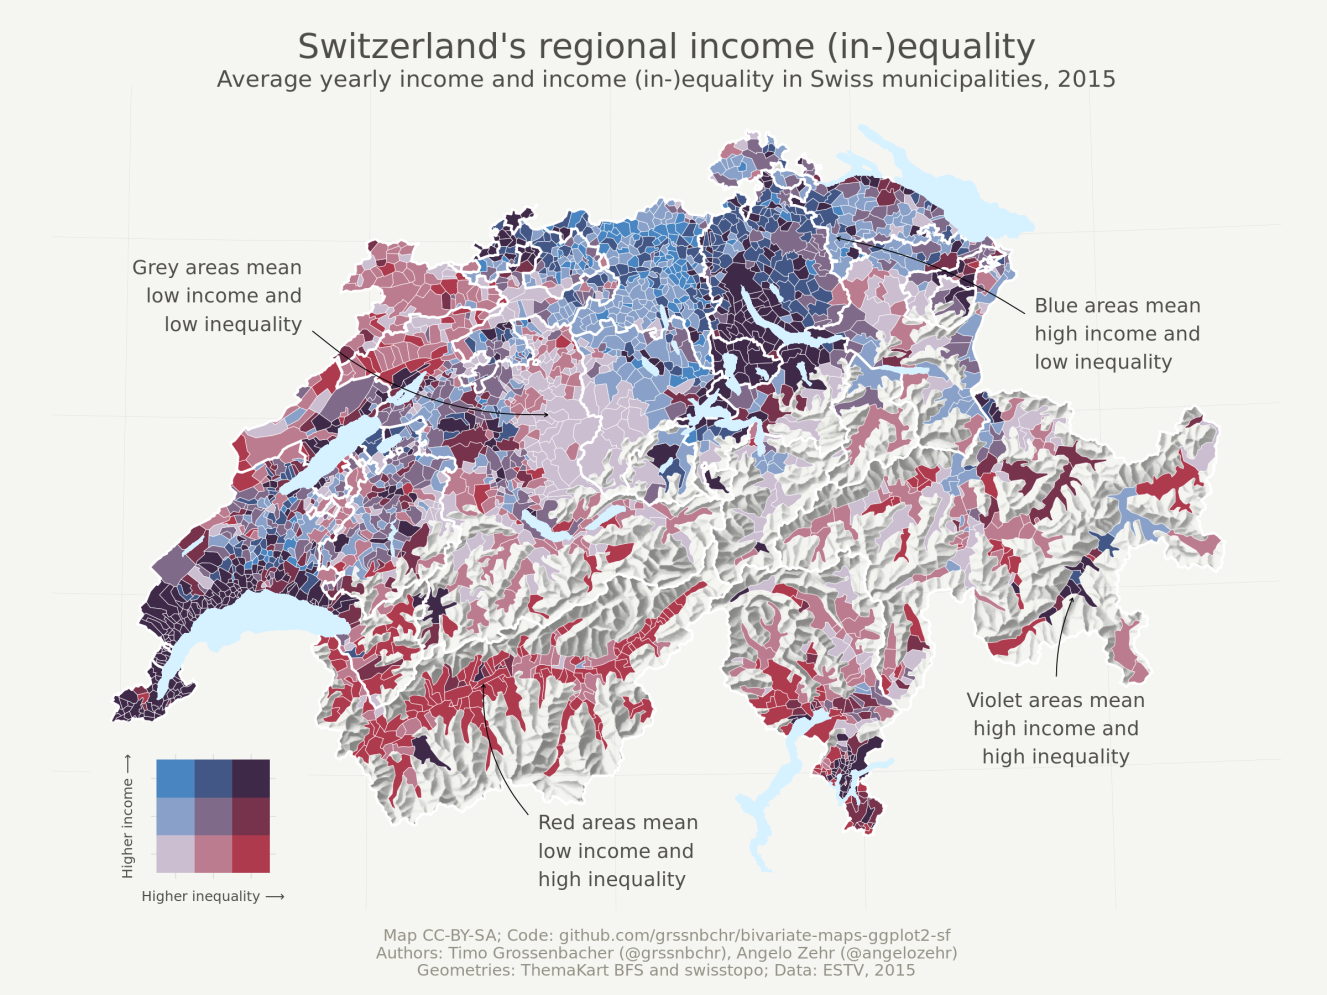 Switzerland's regional income (in-)equality
Average yearly income and income (in-)equality in Swiss municipalities, 2015
Grey areas mean
low income and
low inequality
Blue areas mean
high income and
low inequality
Violet areas mean
high income and
high inequality
Red areas mean
low income and
high inequality
Higher income ⟶
Higher inequality ⟶
Map CC-BY-SA; Code: github.com/grssnbchr/bivariate-maps-ggplot2-sf
Authors: Timo Grossenbacher (@grssnbchr), Angelo Zehr (@angelozehr)
Geometries: ThemaKart BFS and swisstopo; Data: ESTV, 2015